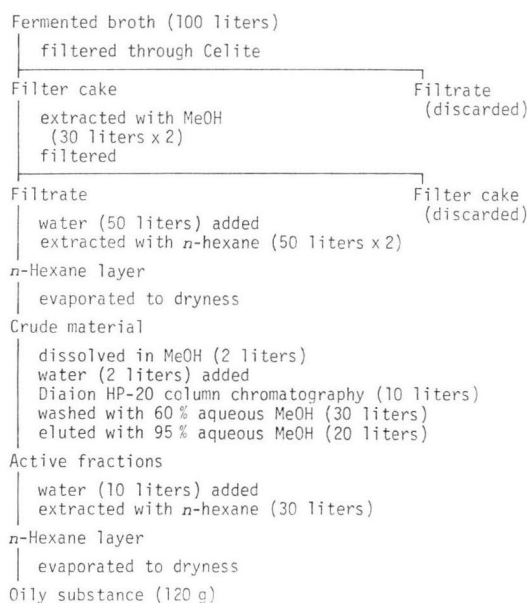 Fermented broth (100 liters)
filtered through Celite
Filter cake Filtrate
(discarded)
extracted with MeOH
(30 liters x 2)
filtered
Filtrate Filter cake
(discarded)
water (50 liters) added
extracted with n-hexane (50 liters x 2)
n-Hexane layer
evaporated to dryness
Crude material
dissolved in MeOH (2 liters)
water (2 liters) added
Diaion HP-20 column chromatography (10 liters)
washed with 60 % aqueous MeOH (30 liters)
eluted with 95 % aqueous MeOH (20 liters)
Active fractions
water (10 liters) added
extracted with n-hexane (30 liters)
n-Hexane layer
evaporated to dryness
Oily substance (120 g)